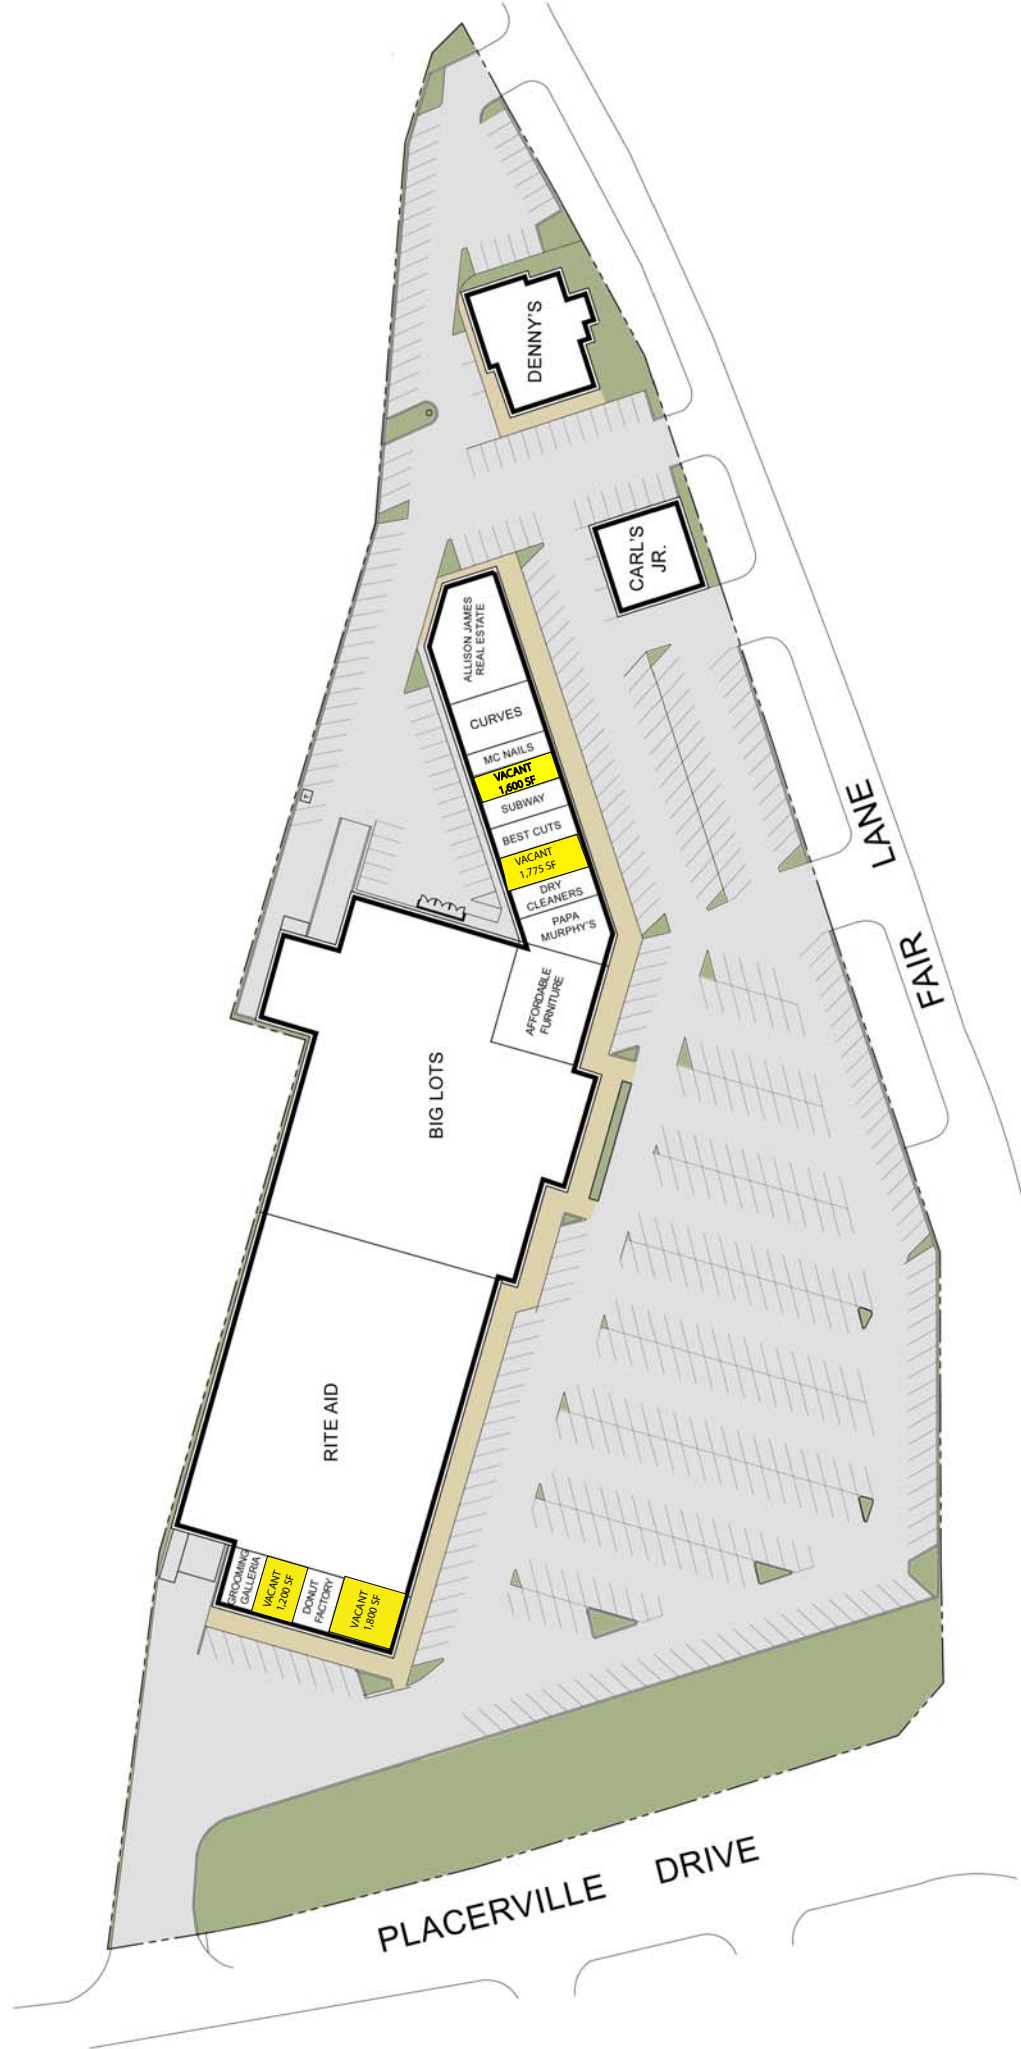 DENNY'S
CARL'S
JR.
ALLISON JAMES
REAL ESTATE
CURVES
MC NAILS
VACANT
1,600 SF
SUBWAY
BEST CUTS
VACANT
1,775 SF
DRY
CLEANERS
PAPA
MURPHY'S
AFFORDABLE
FURNITURE
BIG LOTS
RITE AID
GROOMING
GALLERIA
VACANT
1,200 SF
DONUT
FACTORY
VACANT
1,800 SF
FAIR LANE
PLACERVILLE DRIVE